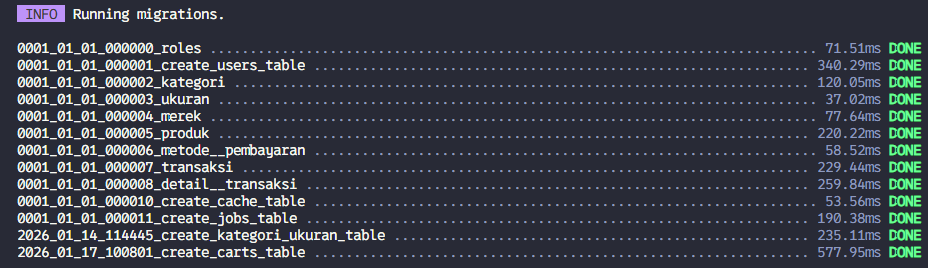 INFO Running migrations.
0001_01_01_000000_roles ................................................................................ 71.51ms DONE
0001_01_01_000001_create_users_table ................................................................... 340.29ms DONE
0001_01_01_000002_kategori ............................................................................. 120.05ms DONE
0001_01_01_000003_ukuran ............................................................................... 37.02ms DONE
0001_01_01_000004_merek ................................................................................ 77.64ms DONE
0001_01_01_000005_produk ............................................................................... 220.22ms DONE
0001_01_01_000006_metode__pembayaran ................................................................... 58.52ms DONE
0001_01_01_000007_transaksi ............................................................................ 229.44ms DONE
0001_01_01_000008_detail__transaksi .................................................................... 259.84ms DONE
0001_01_01_000010_create_cache_table ................................................................... 53.56ms DONE
0001_01_01_000011_create_jobs_table .................................................................... 190.38ms DONE
2026_01_14_114445_create_kategori_ukuran_table ......................................................... 235.11ms DONE
2026_01_17_100801_create_carts_table ................................................................... 577.95ms DONE